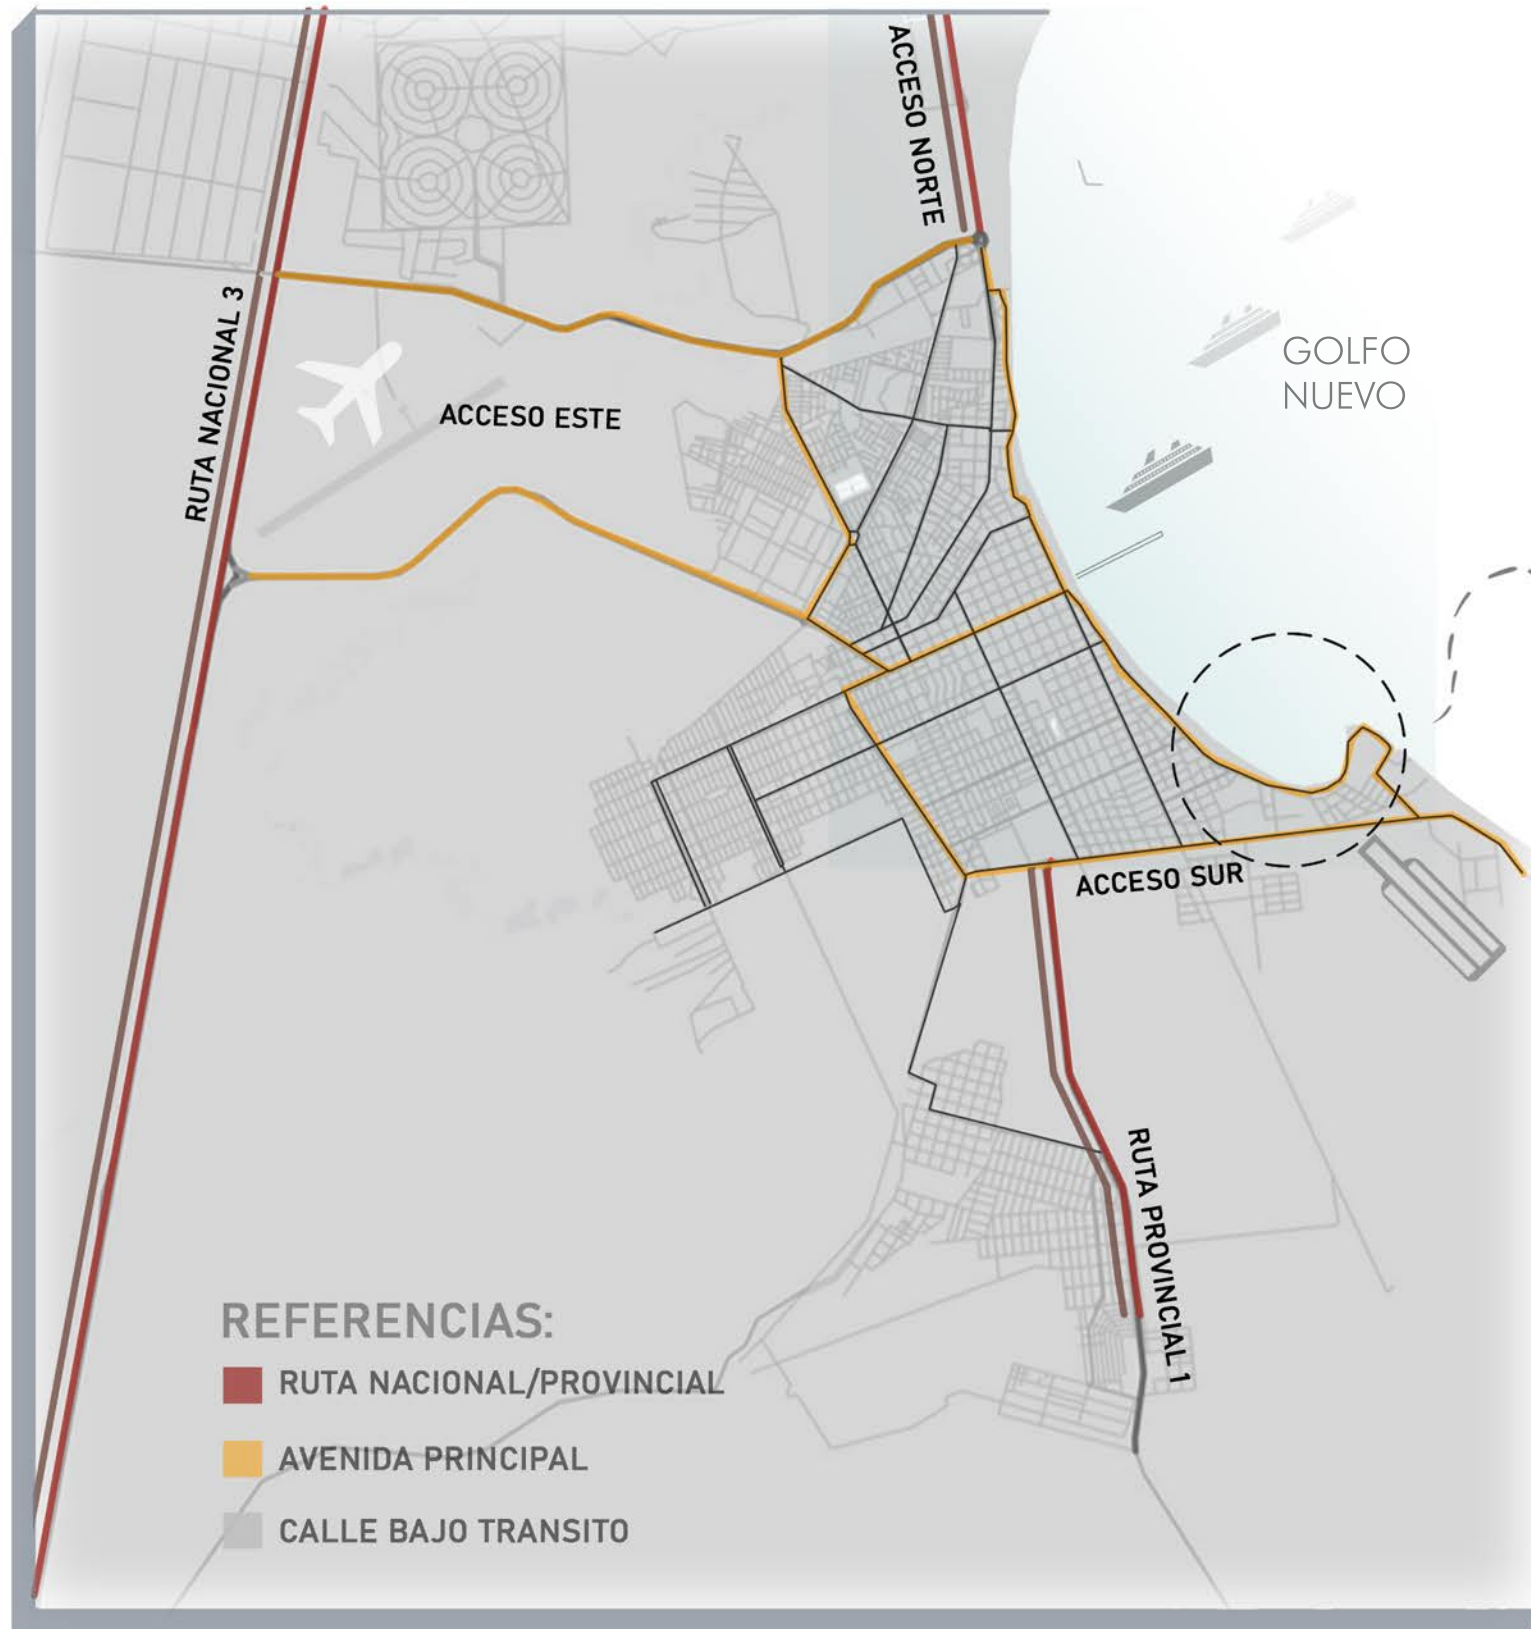 ACCESO NORTE
RUTA NACIONAL 3
GOLFO
NUEVO
ACCESO ESTE
ACCESO SUR
RUTA PROVINCIAL 1
REFERENCIAS:
RUTA NACIONAL/PROVINCIAL
AVENIDA PRINCIPAL
CALLE BAJO TRANSITO